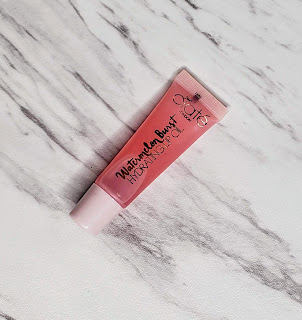 Watermelon Burst
HYDRATING LIP OIL